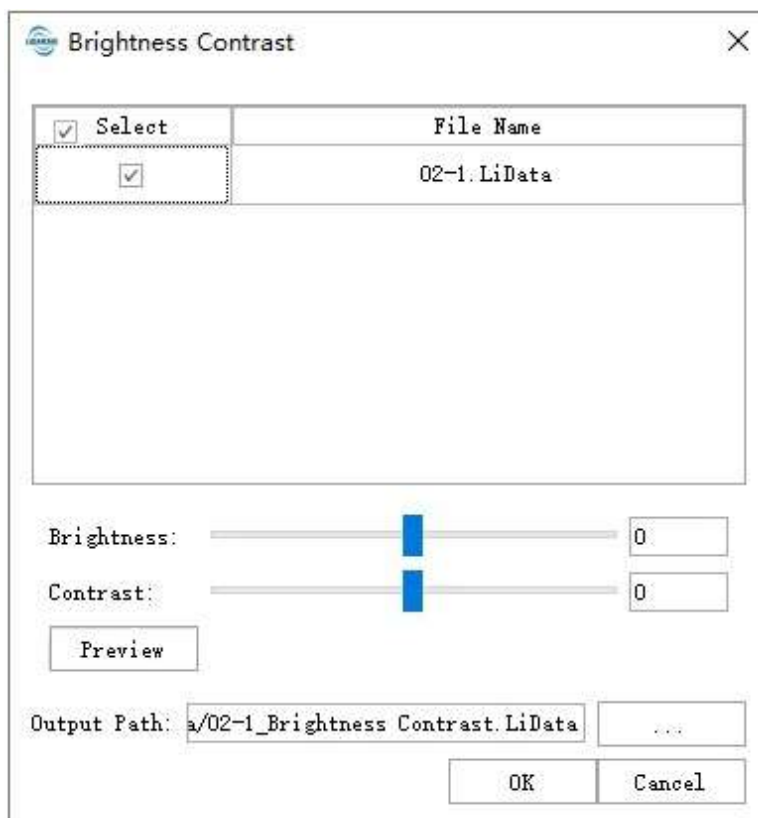 Brightness Contrast
Select File Name
02-1.LiData
Brightness: 0
Contrast: 0
Preview
Output Path: a/02-1_Brightness Contrast.LiData ...
OK Cancel